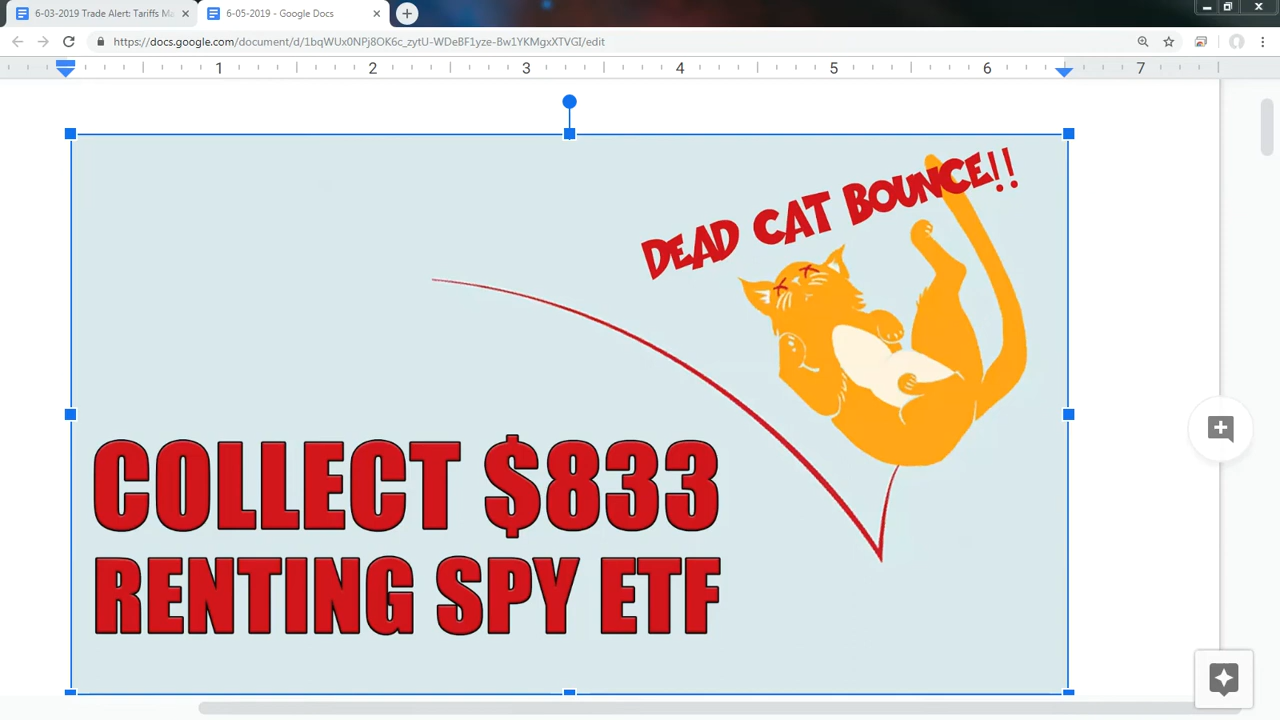 6-03-2019 Trade Alert: Tariffs Ma
6-05-2019 - Google Docs
https://docs.google.com/document/d/1bqWUx0NPj8OK6c_zytU-WDeBF1yze-Bw1YKMgxXTVGI/edit
1 2 3 4 5 6 7
DEAD CAT BOUNCE!!
COLLECT $833
RENTING SPY ETF